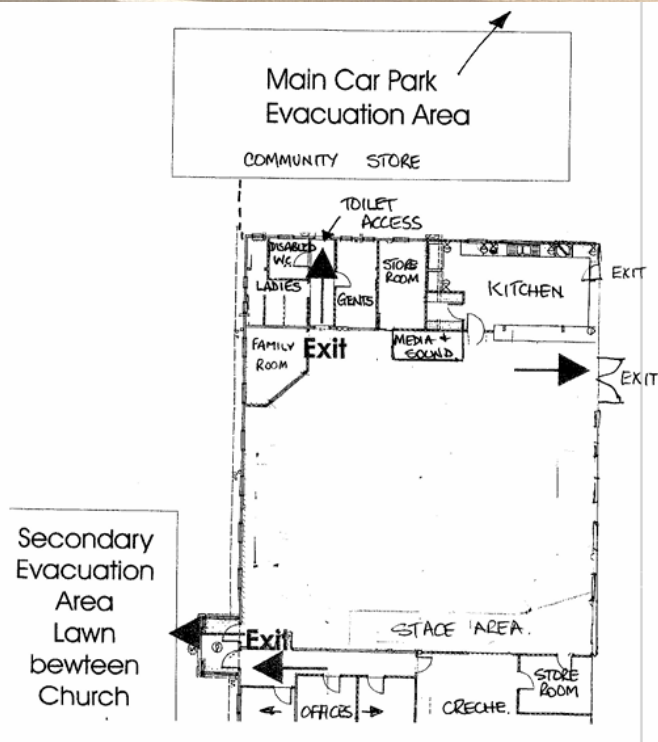 Main Car Park
Evacuation Area
COMMUNITY STORE
TOILET
ACCESS
DISABLED
W.C.
LADIES
GENTS
STORE
ROOM
KITCHEN
EXIT
FAMILY
ROOM
Exit
MEDIA +
SOUND.
EXIT
Secondary
Evacuation
Area
Lawn
bewteen
Church
Exit
STAGE AREA.
OFFICES
CRECHE.
STORE
ROOM